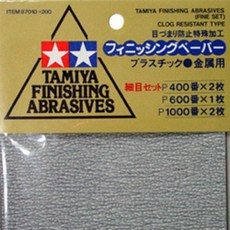 ITEM 87010・200
TAMIYA FINISHING ABRASIVES
(FINE SET)
CLOG RESISTANT TYPE
目づまり防止特殊加工
フィニッシングペーパー
プラスチック●金属用
TAMIYA
FINISHING
ABRASIVES
細目セット P400番×2枚
P600番×1枚
P1000番×2枚